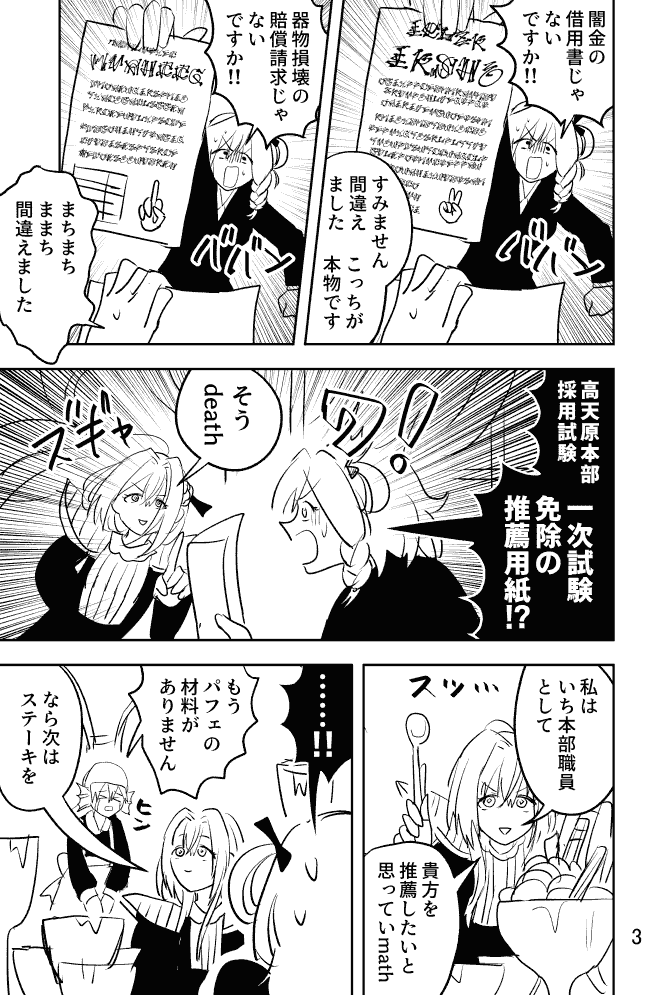 闇金の
借用書じゃ
ない
ですか!!
バババン
すみません
間違え
ました
こっちが
本物です
器物損壊の
賠償請求じゃ
ない
ですか!!
バババン
まちまち
ままち
間違えました
高天原本部
採用試験
一次試験
免除の
推薦用紙!?
ワ!
そう
death
ズギャ
私は
いち本部職員
として
スッ…
貴方を
推薦したいと
思っていmath
……!!
もう
パフェの
材料が
ありません
ヒン
なら次は
ステーキを
3